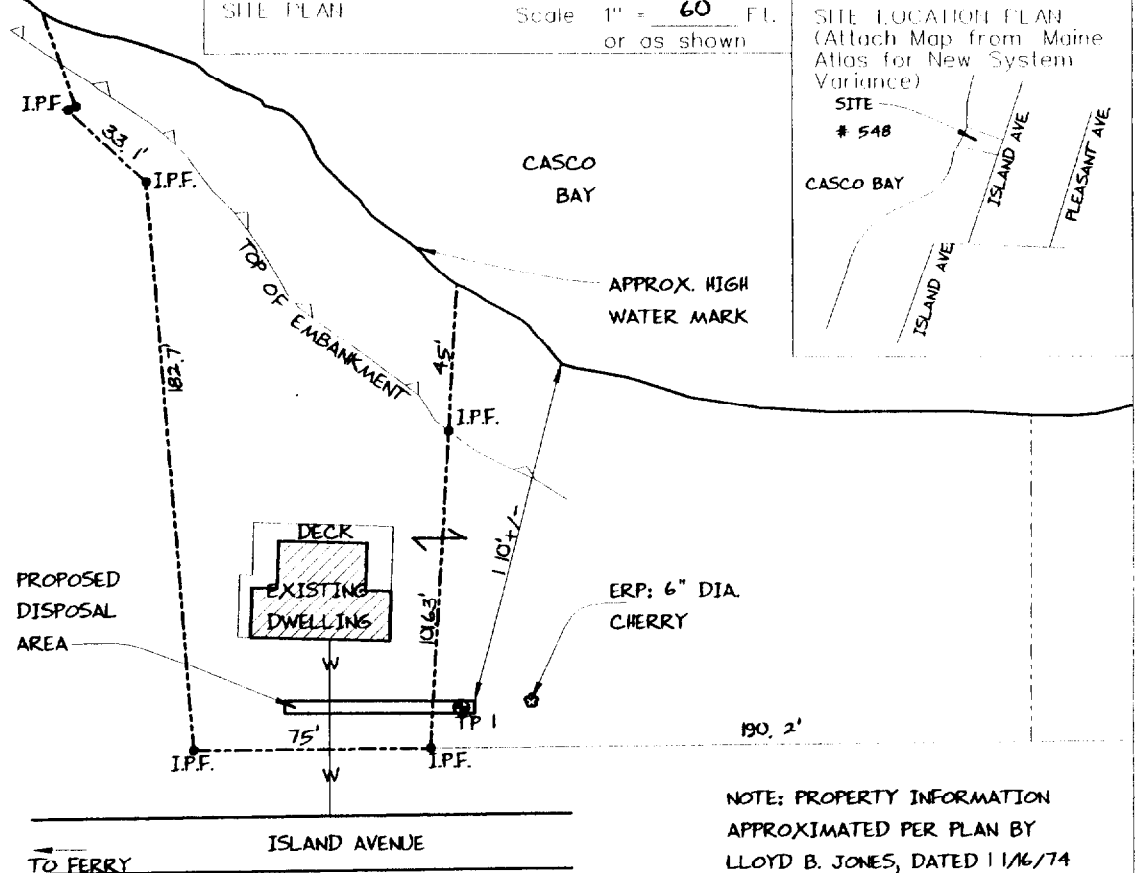 SITE PLAN
Scale 1" = 60 Ft.
or as shown
SITE LOCATION PLAN
(Attach Map from Maine
Atlas for New System
Variance)
SITE
# 548
CASCO BAY
ISLAND AVE.
PLEASANT AVE.
ISLAND AVE.
I.P.F.
33.1'
I.P.F.
CASCO
BAY
TOP OF EMBANKMENT
APPROX. HIGH
WATER MARK
182.7'
45'
I.P.F.
110'+/-
DECK
EXISTING
DWELLING
PROPOSED
DISPOSAL
AREA
ERP: 6" DIA.
CHERRY
W
TP 1
75'
190.2'
I.P.F.
I.P.F.
W
ISLAND AVENUE
TO FERRY
NOTE: PROPERTY INFORMATION
APPROXIMATED PER PLAN BY
LLOYD B. JONES, DATED 11/16/74